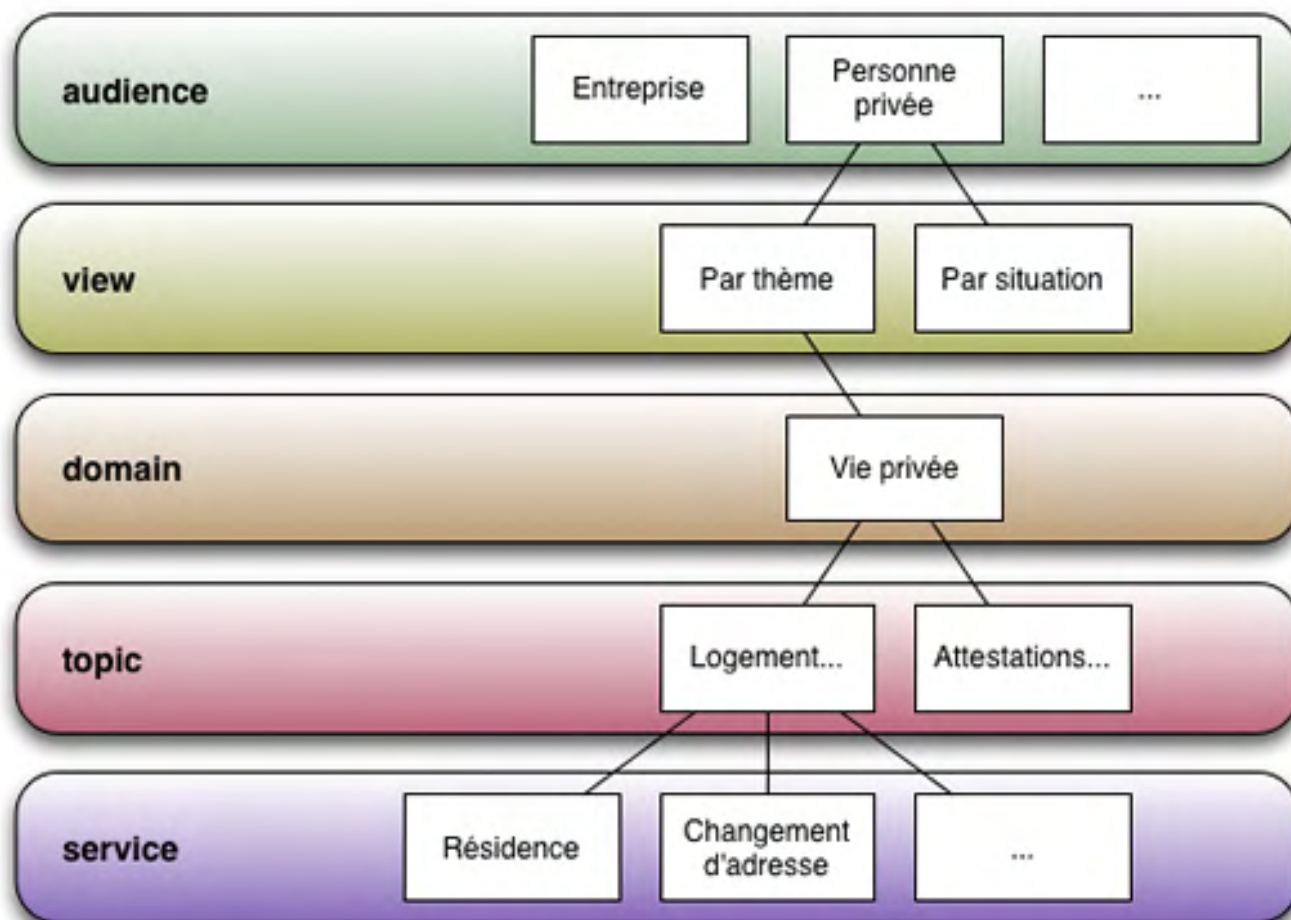 audience
Entreprise
Personne
privée
...
view
Par thème
Par situation
domain
Vie privée
topic
Logement...
Attestations...
service
Résidence
Changement
d'adresse
...